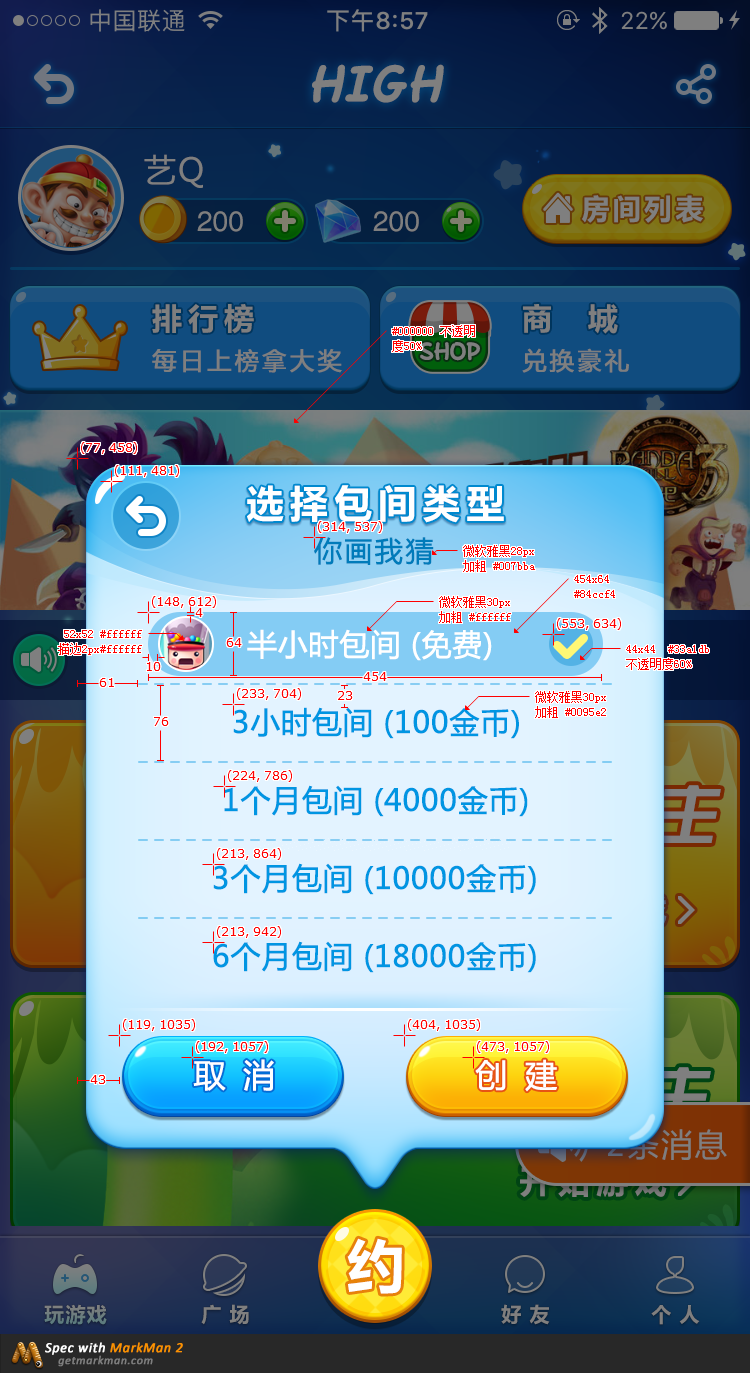 中国联通 下午8:57 22%
HIGH
艺Q
200 200 房间列表
排行榜 商 城
每日上榜拿大奖 SHOP 兑换豪礼
#000000 不透明
度50%
(77, 458)
(111, 481)
选择包间类型
(314, 537)
你画我猜
微软雅黑28px
加粗 #007bba
454x64
#84ccf4
(148, 612)
4
微软雅黑30px
加粗 #ffffff
(553, 634)
52x52 #ffffff
描边2px#ffffff
64
半小时包间 (免费)
44x44 #38a1db
不透明度60%
10
454
61
(233, 704)
23
微软雅黑30px
加粗 #0095e2
76
3小时包间 (100金币)
(224, 786)
1个月包间 (4000金币)
(213, 864)
3个月包间 (10000金币)
(213, 942)
6个月包间 (18000金币)
(119, 1035) (404, 1035)
(192, 1057) (473, 1057)
43
取 消 创 建
2条消息
开始游戏
约
玩游戏 广 场 好 友 个 人
Spec with MarkMan 2
getmarkman.com